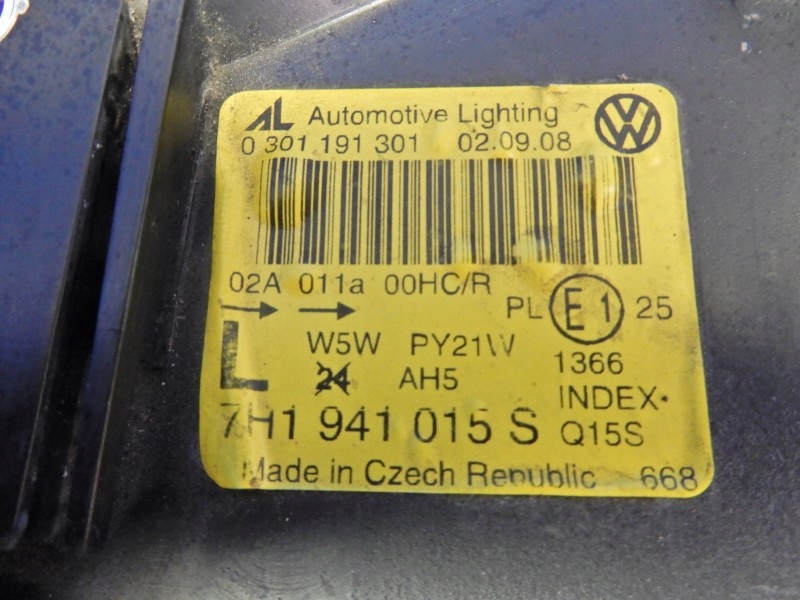 AL Automotive Lighting
0 301 191 301 02.09.08
02A 011a 00HC/R
PL E1 25
L W5W PY21W 1366
24 AH5 INDEX•
7H1 941 015 S Q15S
Made in Czech Republic 668